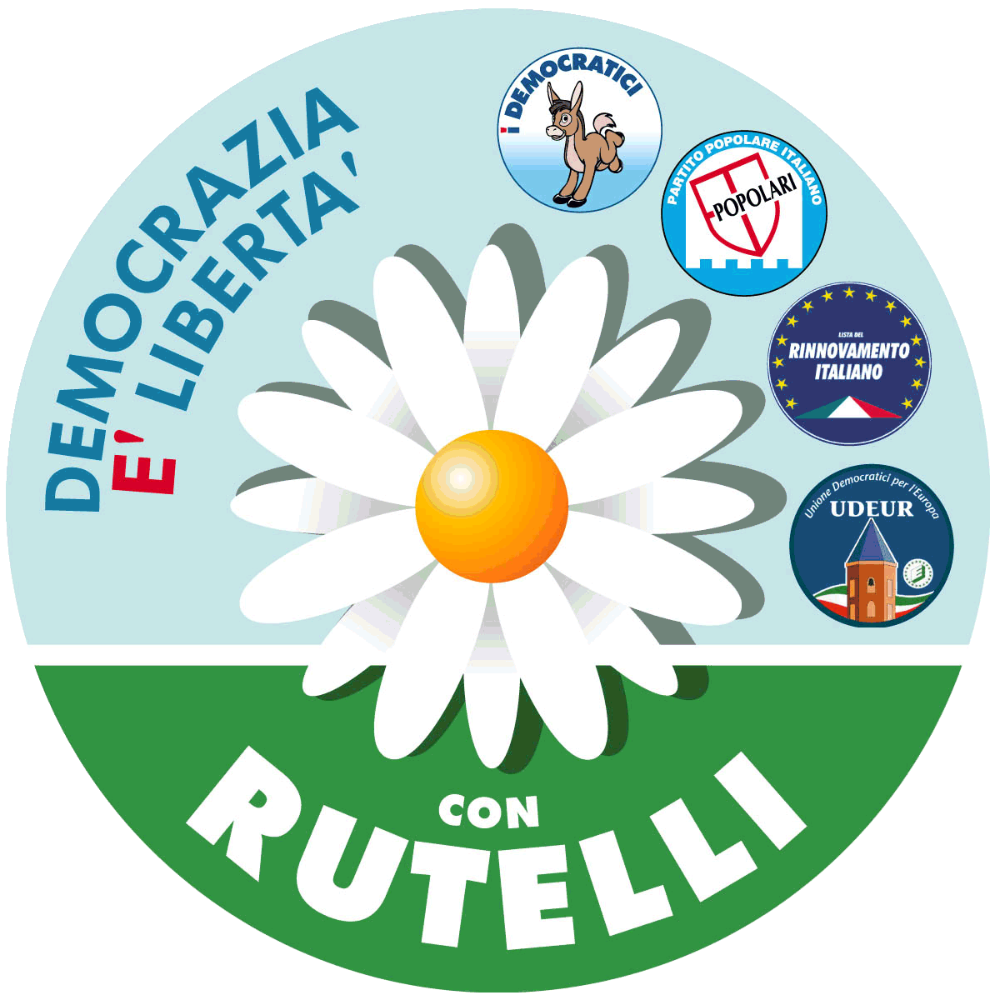 DEMOCRAZIA
E' LIBERTA'
i DEMOCRATICI
PARTITO POPOLARE ITALIANO
POPOLARI
LISTA DEL
RINNOVAMENTO
ITALIANO
Unione Democratici per l'Europa
UDEUR
E
CON
RUTELLI